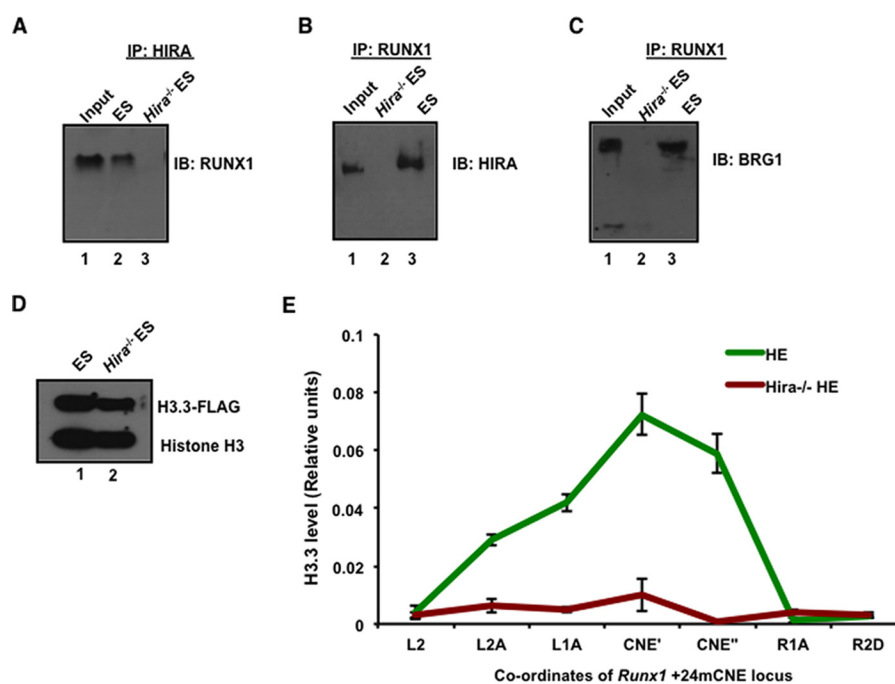 A
IP: HIRA
Input
ES
Hira-/- ES
IB: RUNX1
1 2 3
B
IP: RUNX1
Input
Hira-/- ES
ES
IB: HIRA
1 2 3
C
IP: RUNX1
Input
Hira-/- ES
ES
IB: BRG1
1 2 3
D
ES
Hira-/- ES
H3.3-FLAG
Histone H3
1 2
E
H3.3 level (Relative units)
0.1
0.08
0.06
0.04
0.02
0
HE
Hira-/- HE
L2 L2A L1A CNE' CNE" R1A R2D
Co-ordinates of Runx1 +24mCNE locus